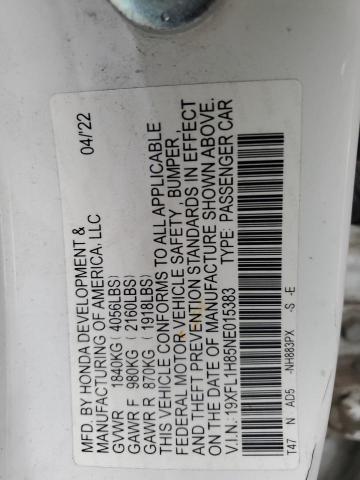 MFD. BY HONDA DEVELOPMENT &
MANUFACTURING OF AMERICA, LLC
04/22
GVWR 1840KG (4056LBS)
GAWR F 980KG (2160LBS)
GAWR R 870KG (1918LBS)
THIS VEHICLE CONFORMS TO ALL APPLICABLE
FEDERAL MOTOR VEHICLE SAFETY, BUMPER,
AND THEFT PREVENTION STANDARDS IN EFFECT
ON THE DATE OF MANUFACTURE SHOWN ABOVE.
V.I.N.: 19XFL1H85NE015383 TYPE: PASSENGER CAR
T47 N AD5 -NH883PX -S -E